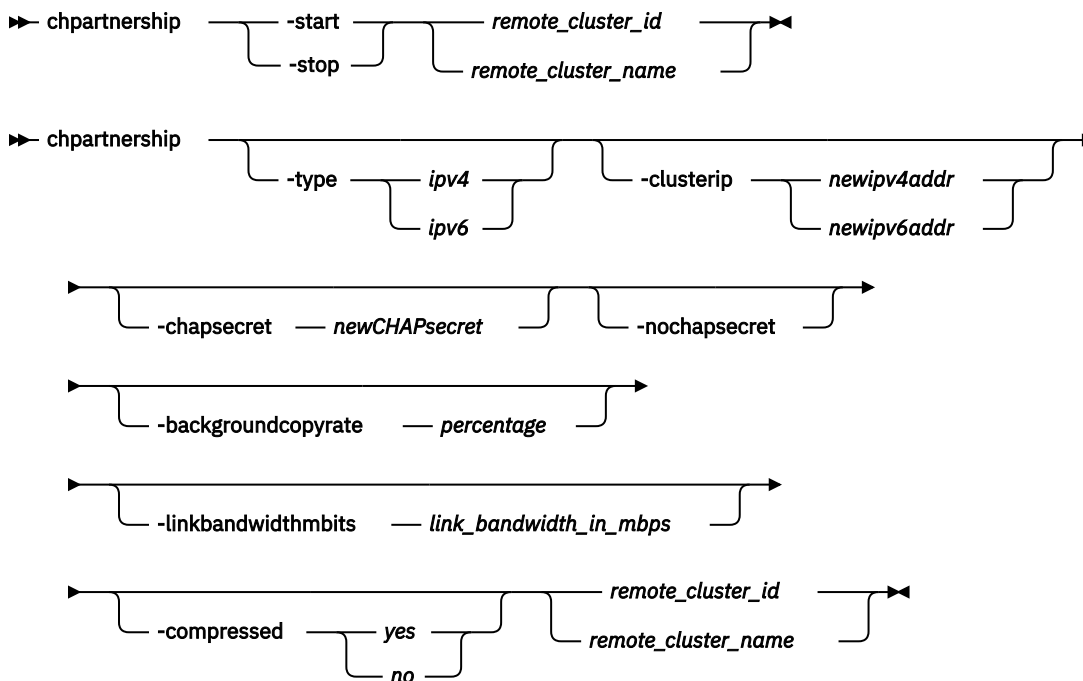 chpartnership -start remote_cluster_id
-stop remote_cluster_name
chpartnership
-type ipv4 -clusterip newipv4addr
ipv6 newipv6addr
-chapsecret newCHAPsecret -nochapsecret
-backgroundcopyrate percentage
-linkbandwidthmbits link_bandwidth_in_mbps
remote_cluster_id
-compressed yes remote_cluster_name
no